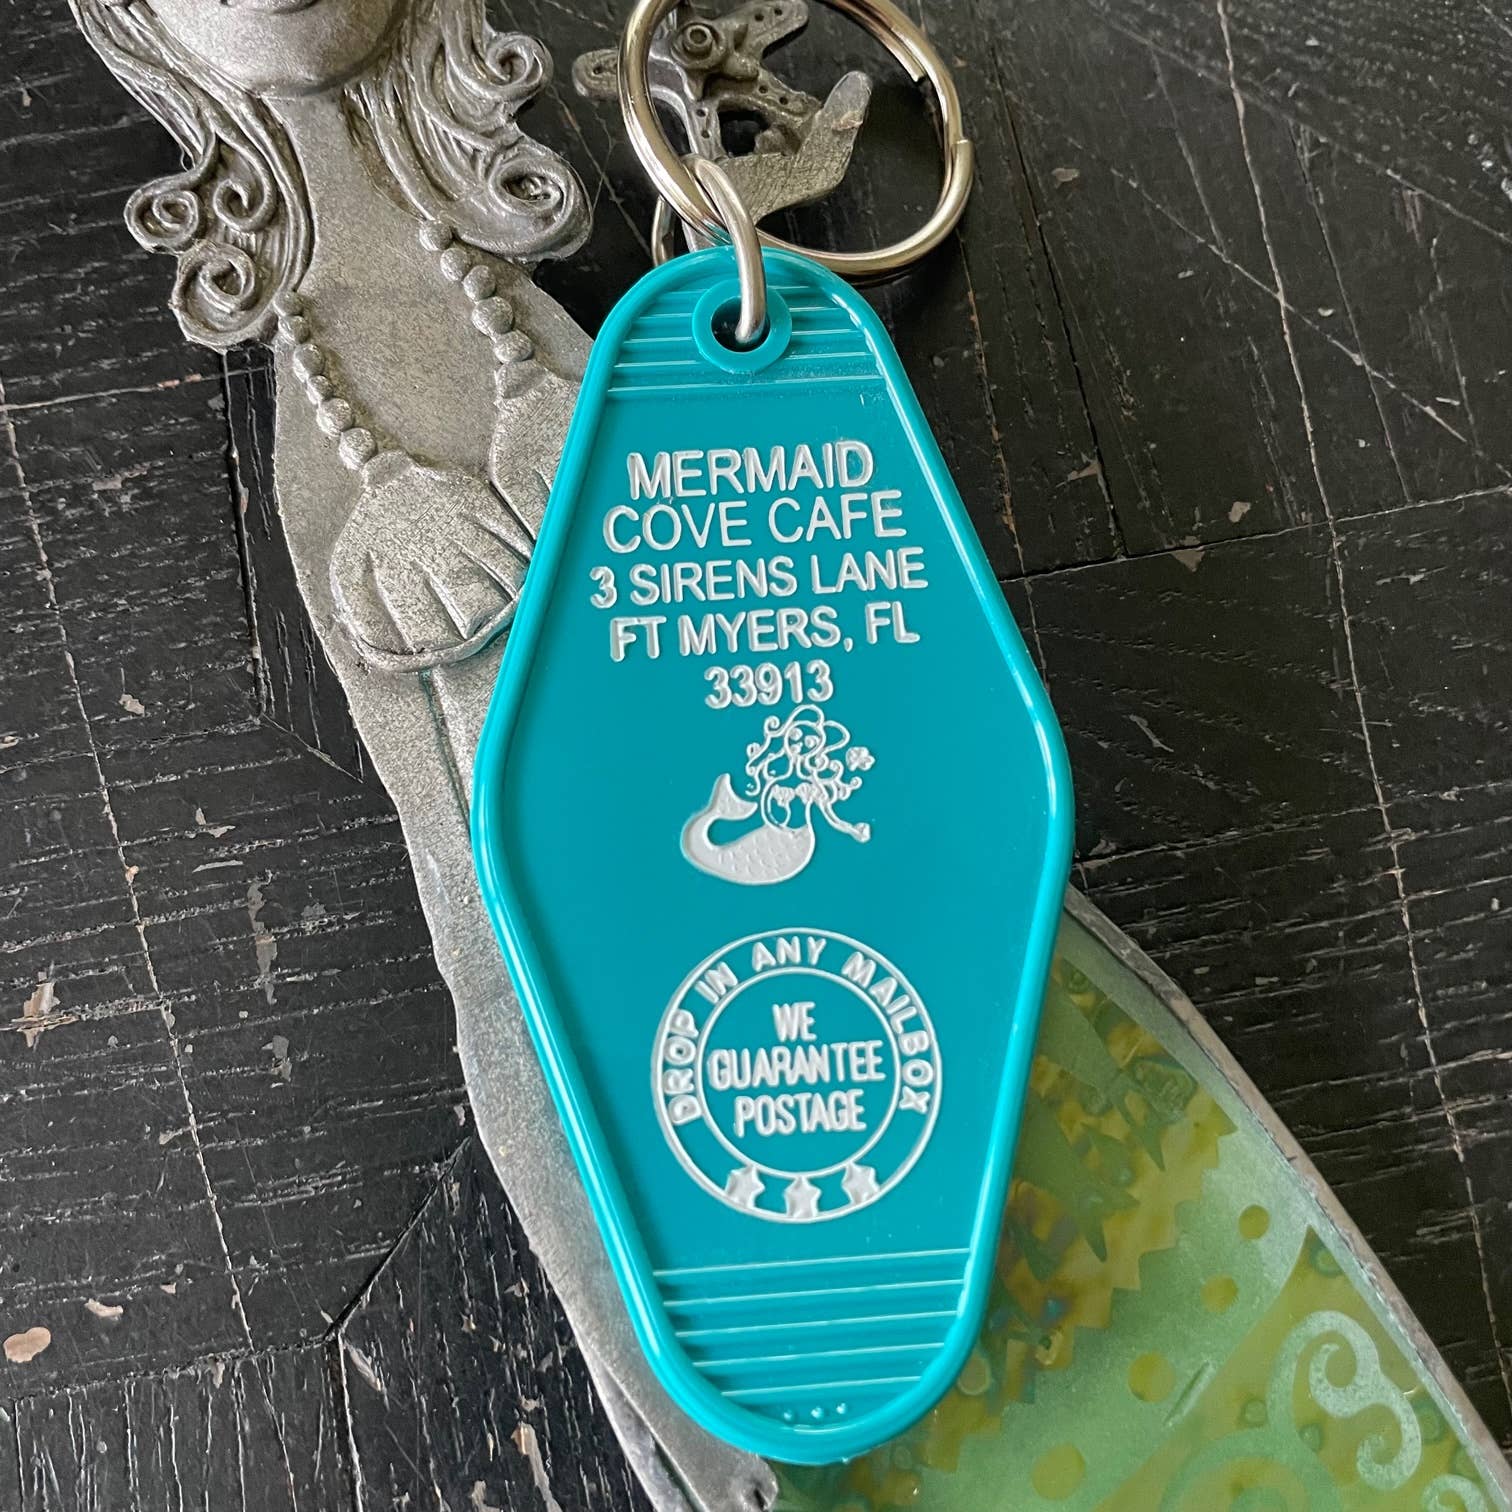 MERMAID
COVE CAFE
3 SIRENS LANE
FT MYERS, FL
33913
DROP IN ANY MAILBOX
WE
GUARANTEE
POSTAGE